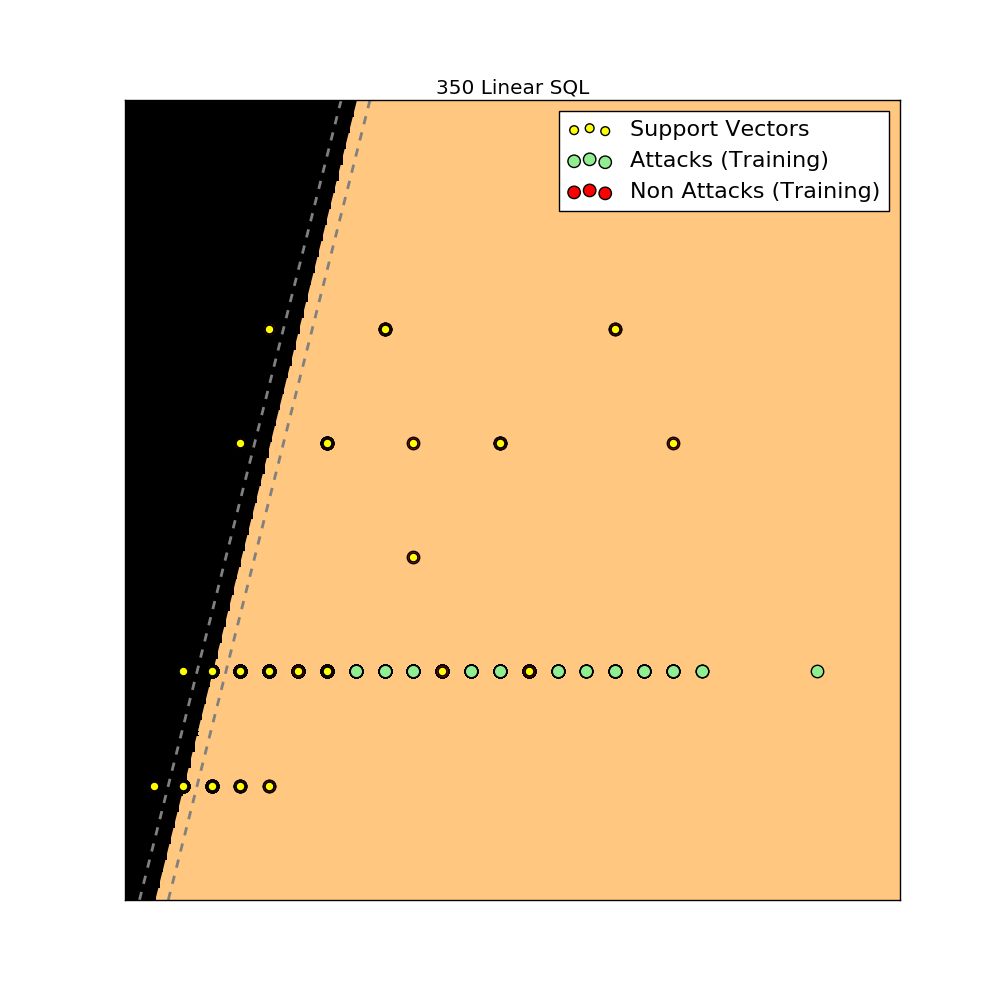 350 Linear SQL
Support Vectors
Attacks (Training)
Non Attacks (Training)